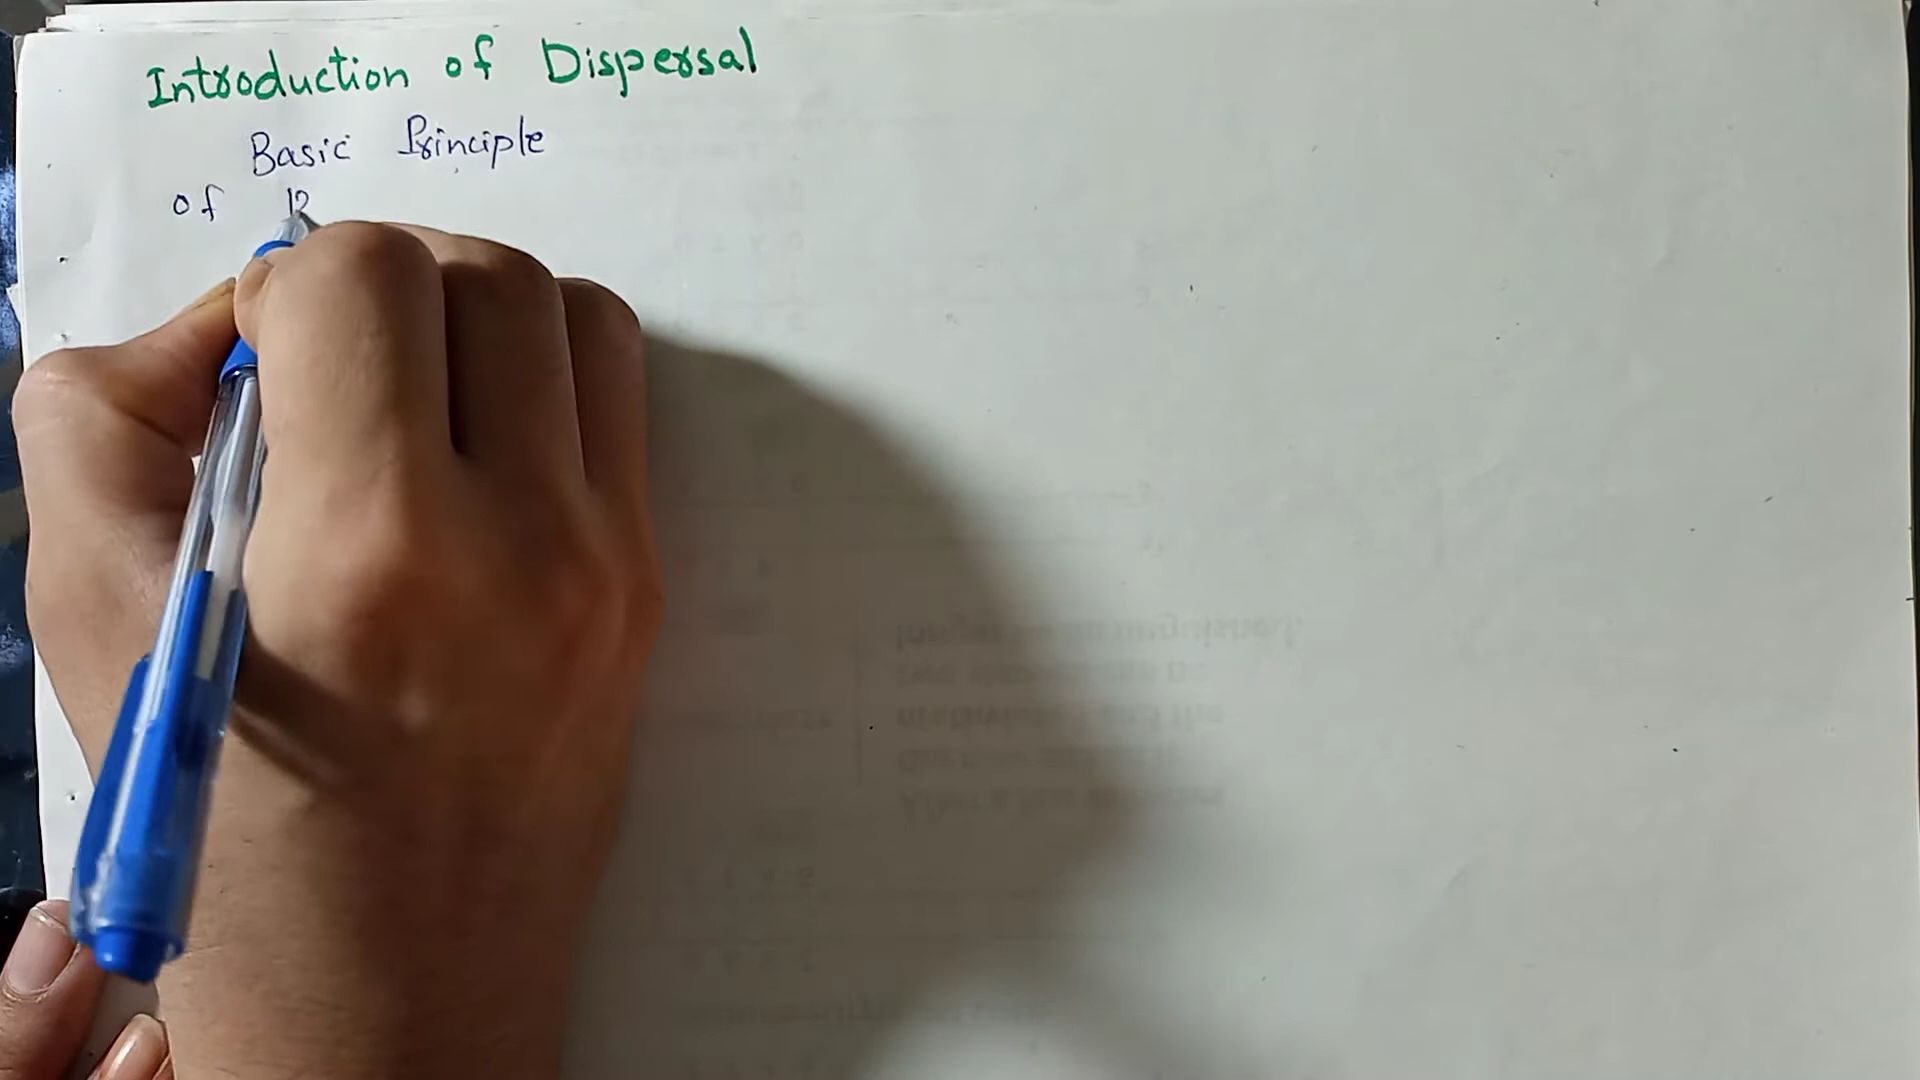 Introduction of Dispersal
Basic Principle
of